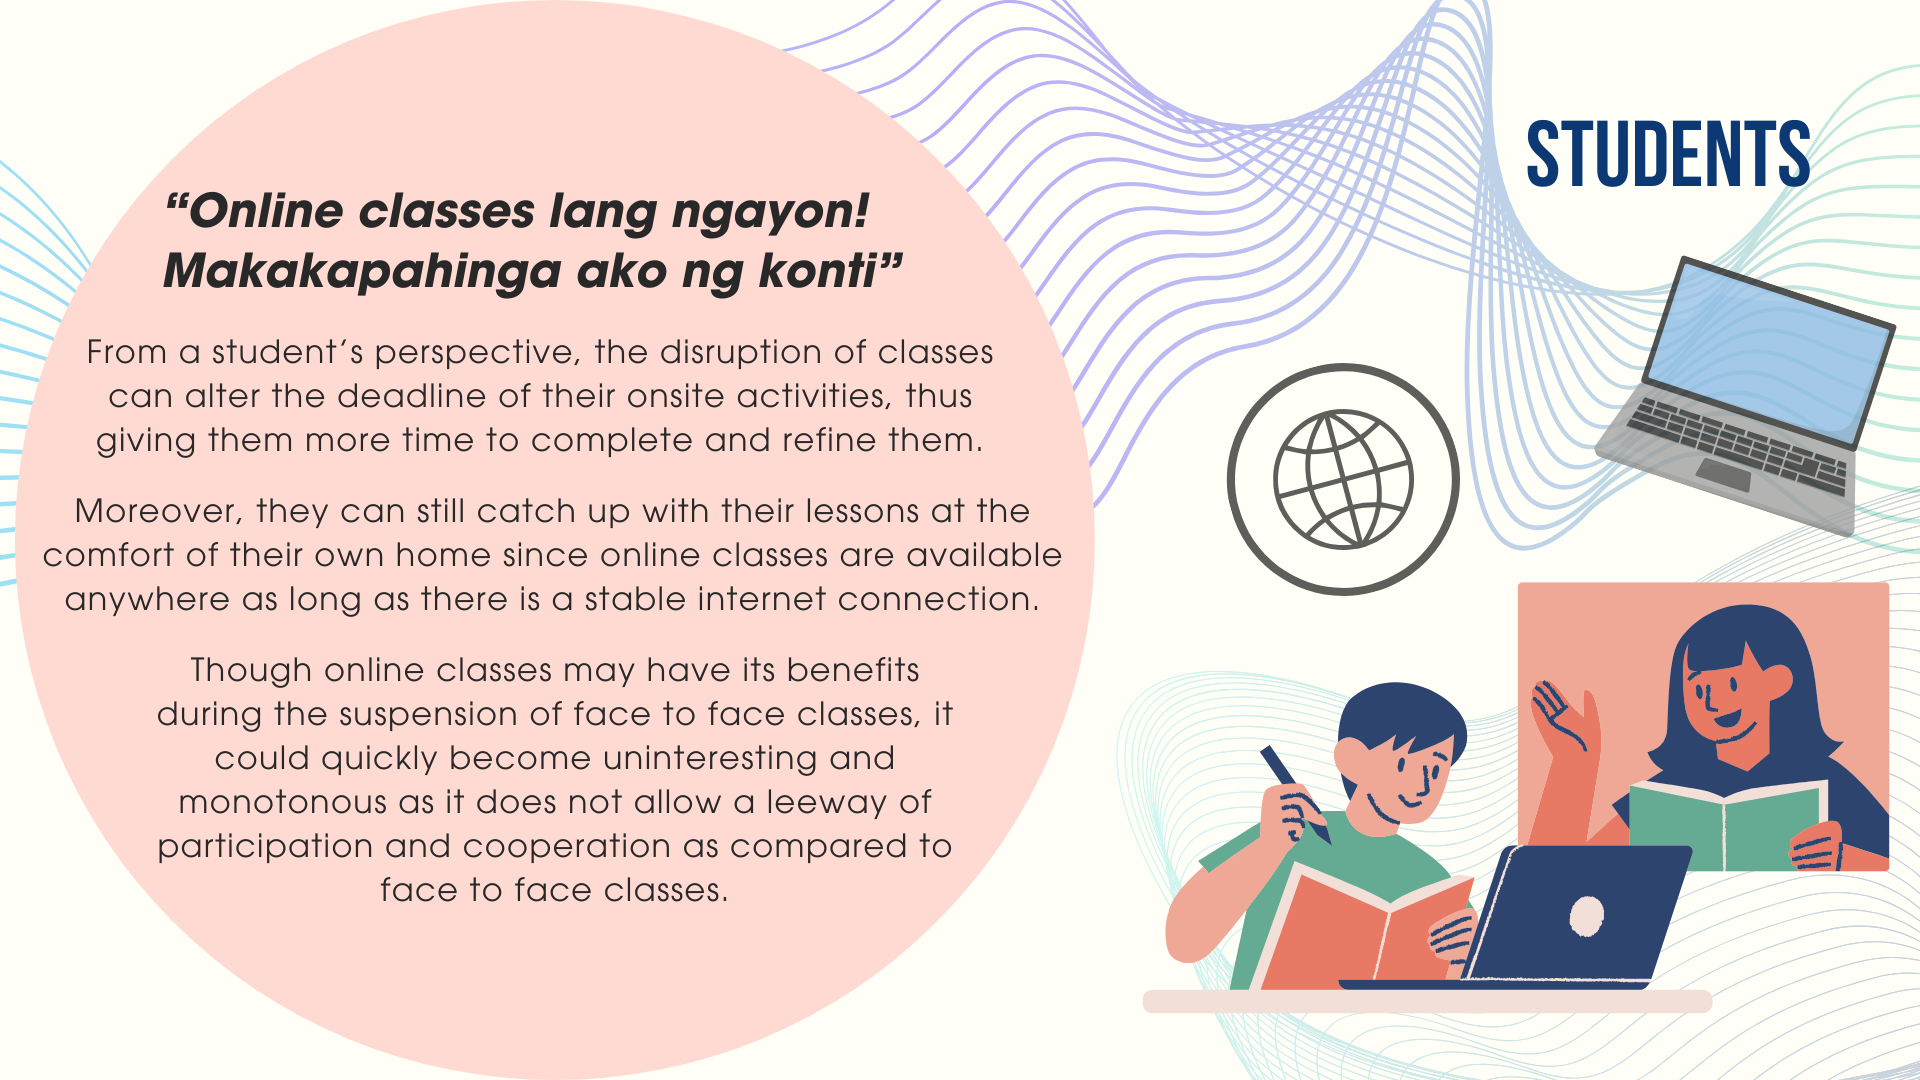 STUDENTS
“Online classes lang ngayon!
Makakapahinga ako ng konti”
From a student’s perspective, the disruption of classes
can alter the deadline of their onsite activities, thus
giving them more time to complete and refine them.
Moreover, they can still catch up with their lessons at the
comfort of their own home since online classes are available
anywhere as long as there is a stable internet connection.
Though online classes may have its benefits
during the suspension of face to face classes, it
could quickly become uninteresting and
monotonous as it does not allow a leeway of
participation and cooperation as compared to
face to face classes.